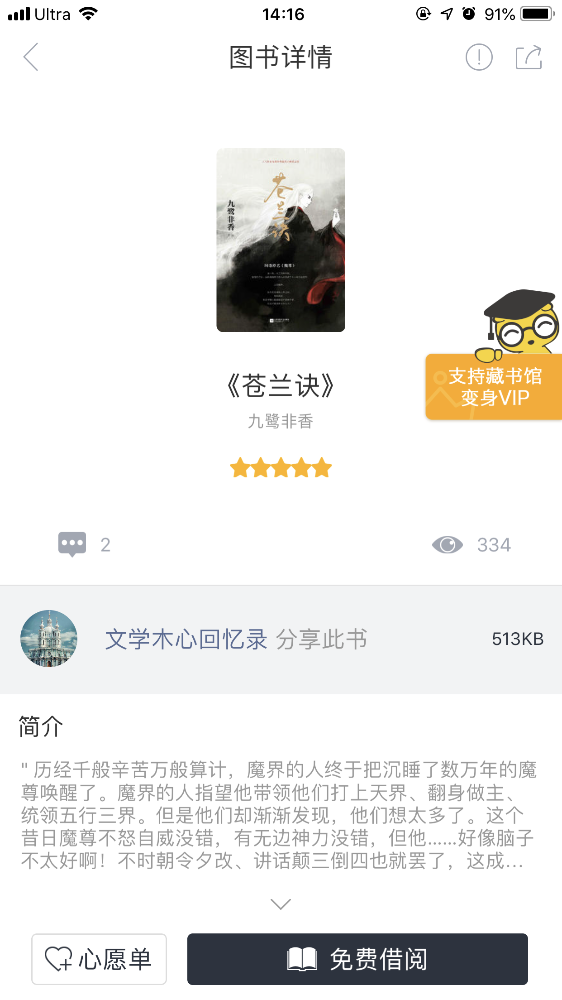 Ultra
14:16
91%
图书详情
苍兰诀
九鹭非香
网络原名《魔尊》
支持藏书馆
变身VIP
《苍兰诀》
九鹭非香
2
334
文学木心回忆录 分享此书
513KB
简介
" 历经千般辛苦万般算计，魔界的人终于把沉睡了数万年的魔
尊唤醒了。魔界的人指望他带领他们打上天界、翻身做主、
统领五行三界。但是他们却渐渐发现，他们想太多了。这个
昔日魔尊不怒自威没错，有无边神力没错，但他……好像脑子
不太好啊！不时朝令夕改、讲话颠三倒四也就罢了，这成...
心愿单
免费借阅